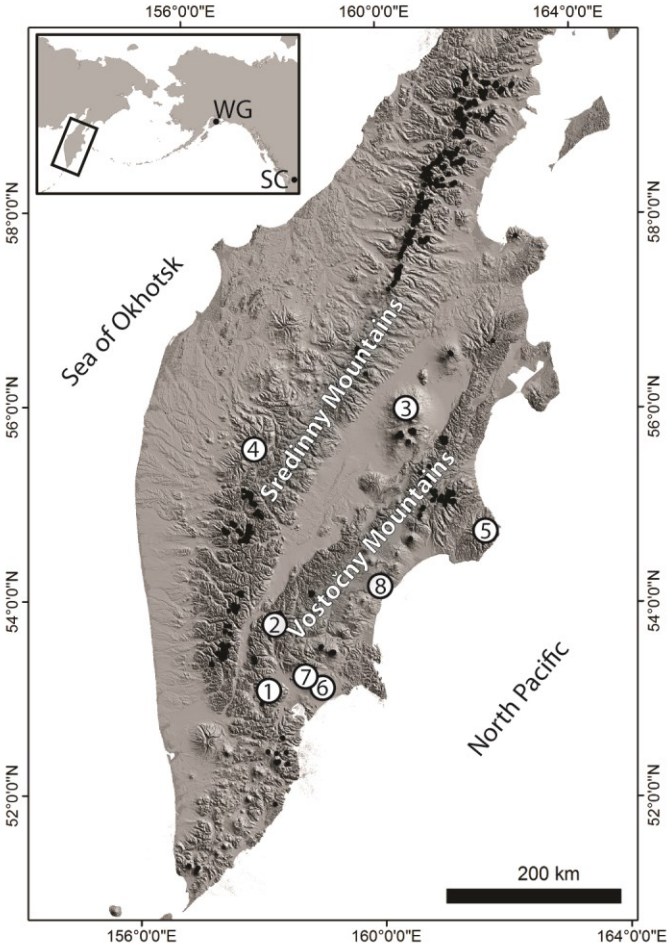 156°0'0"E 160°0'0"E 164°0'0"E
WG
SC
58°0'0"N 58°0'0"N
Sea of Okhotsk
Sredinny Mountains
56°0'0"N 56°0'0"N
3
4
Vostočny Mountains
5
8
54°0'0"N 54°0'0"N
2
7
6
1
North Pacific
52°0'0"N 52°0'0"N
200 km
156°0'0"E 160°0'0"E 164°0'0"E